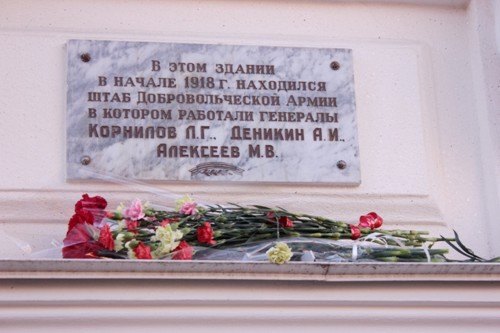 В этом здании
в начале 1918 г. находился
штаб Добровольческой Армии
в котором работали генералы
Корнилов Л.Г., Деникин А.И.,
Алексеев М.В.